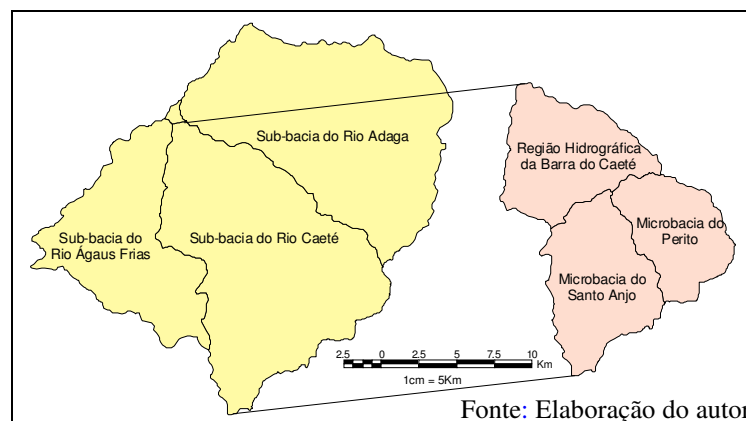 Sub-bacia do Rio Adaga
Sub-bacia do
Rio Ágaus Frias
Sub-bacia do Rio Caeté
Região Hidrográfica
da Barra do Caeté
Microbacia do
Perito
Microbacia do
Santo Anjo
2.5 0 2.5 5 7.5 10
Km
1cm = 5Km
Fonte: Elaboração do autor